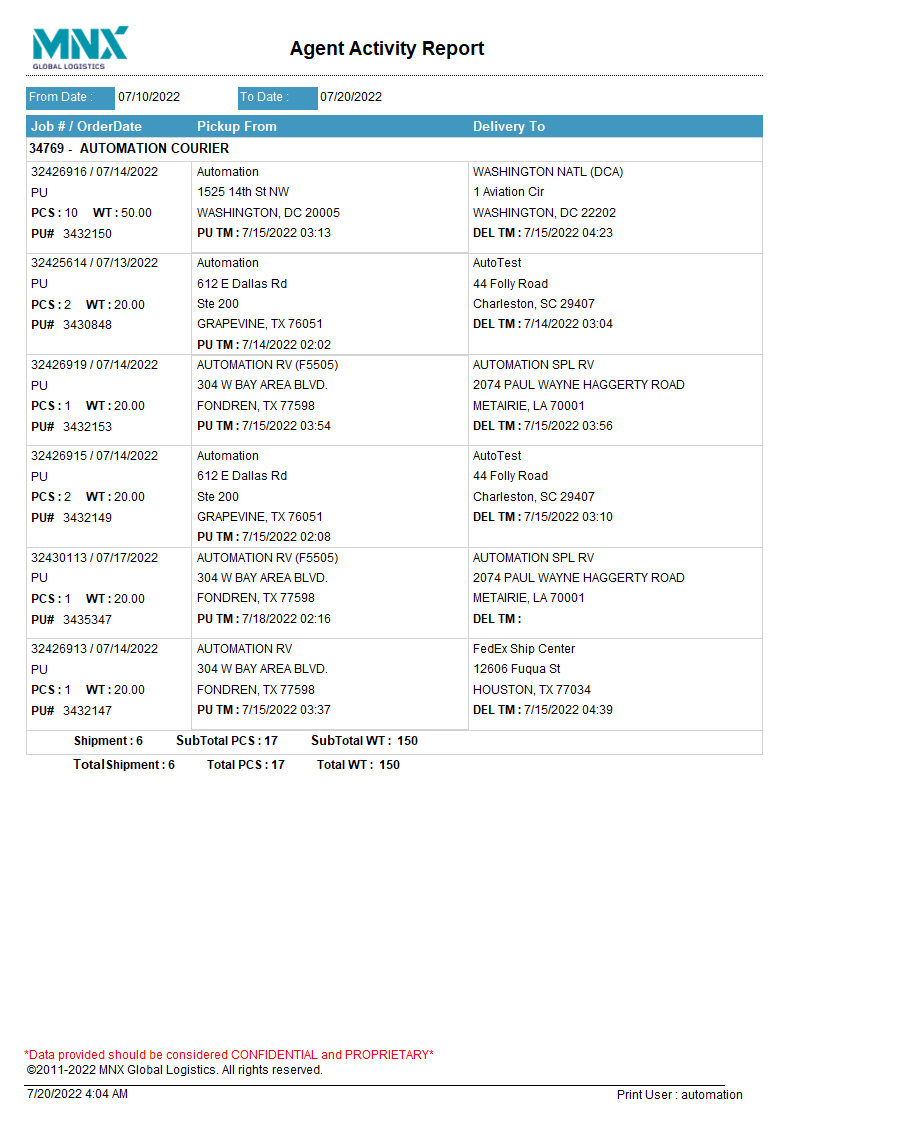 MNX
GLOBAL LOGISTICS
Agent Activity Report
From Date : 07/10/2022 To Date : 07/20/2022
Job # / OrderDate Pickup From Delivery To
34769 - AUTOMATION COURIER
32426916 / 07/14/2022 Automation WASHINGTON NATL (DCA)
PU 1525 14th St NW 1 Aviation Cir
PCS : 10 WT : 50.00 WASHINGTON, DC 20005 WASHINGTON, DC 22202
PU# 3432150 PU TM : 7/15/2022 03:13 DEL TM : 7/15/2022 04:23
32425614 / 07/13/2022 Automation AutoTest
PU 612 E Dallas Rd 44 Folly Road
PCS : 2 WT : 20.00 Ste 200 Charleston, SC 29407
PU# 3430848 GRAPEVINE, TX 76051 DEL TM : 7/14/2022 03:04
PU TM : 7/14/2022 02:02
32426919 / 07/14/2022 AUTOMATION RV (F5505) AUTOMATION SPL RV
PU 304 W BAY AREA BLVD. 2074 PAUL WAYNE HAGGERTY ROAD
PCS : 1 WT : 20.00 FONDREN, TX 77598 METAIRIE, LA 70001
PU# 3432153 PU TM : 7/15/2022 03:54 DEL TM : 7/15/2022 03:56
32426915 / 07/14/2022 Automation AutoTest
PU 612 E Dallas Rd 44 Folly Road
PCS : 2 WT : 20.00 Ste 200 Charleston, SC 29407
PU# 3432149 GRAPEVINE, TX 76051 DEL TM : 7/15/2022 03:10
PU TM : 7/15/2022 02:08
32430113 / 07/17/2022 AUTOMATION RV (F5505) AUTOMATION SPL RV
PU 304 W BAY AREA BLVD. 2074 PAUL WAYNE HAGGERTY ROAD
PCS : 1 WT : 20.00 FONDREN, TX 77598 METAIRIE, LA 70001
PU# 3435347 PU TM : 7/18/2022 02:16 DEL TM :
32426913 / 07/14/2022 AUTOMATION RV FedEx Ship Center
PU 304 W BAY AREA BLVD. 12606 Fuqua St
PCS : 1 WT : 20.00 FONDREN, TX 77598 HOUSTON, TX 77034
PU# 3432147 PU TM : 7/15/2022 03:37 DEL TM : 7/15/2022 04:39
Shipment : 6 SubTotal PCS : 17 SubTotal WT : 150
Total Shipment : 6 Total PCS : 17 Total WT : 150
*Data provided should be considered CONFIDENTIAL and PROPRIETARY*
©2011-2022 MNX Global Logistics. All rights reserved.
7/20/2022 4:04 AM Print User : automation